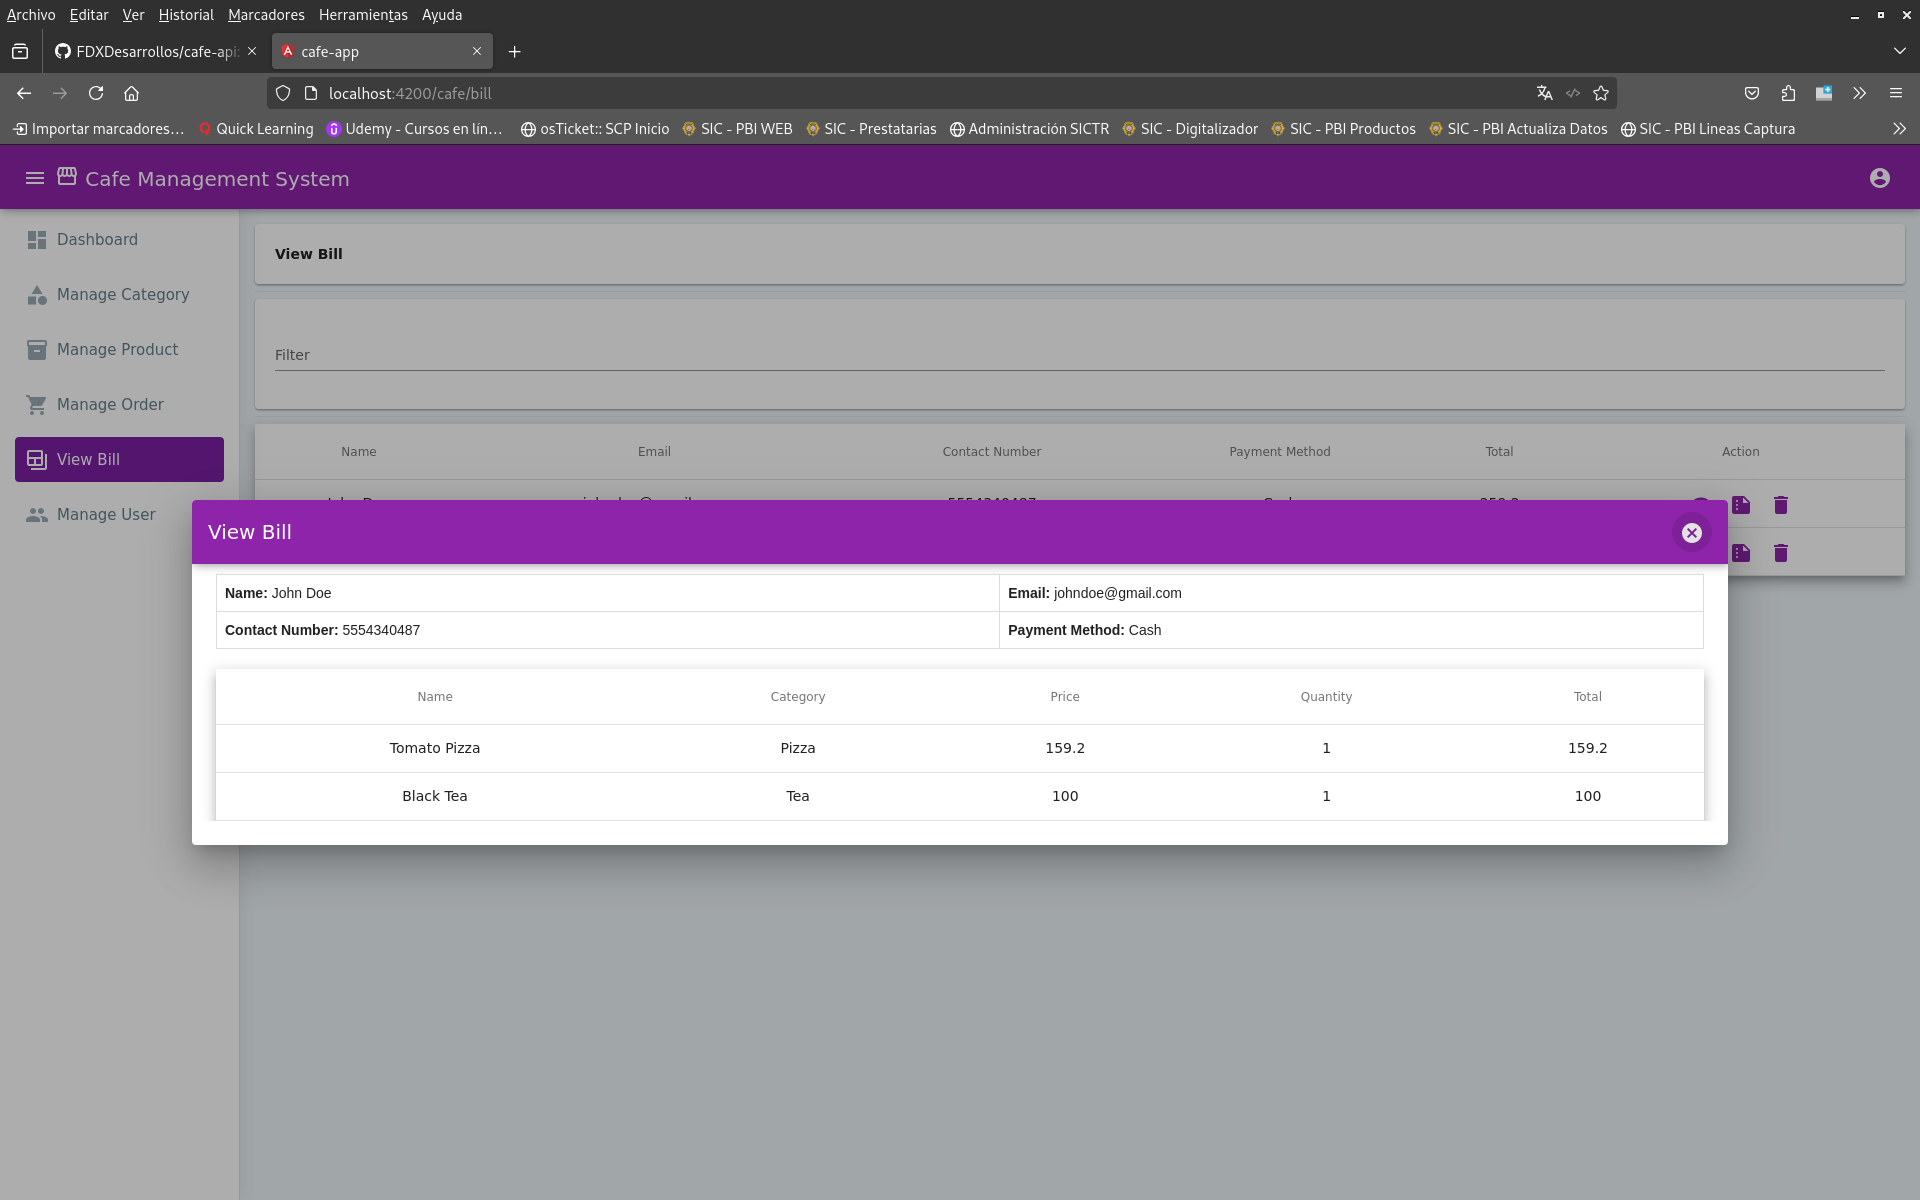 Archivo Editar Ver Historial Marcadores Herramientas Ayuda
FDXDesarrollos/cafe-api: cafe-app
localhost:4200/cafe/bill
Importar marcadores… Quick Learning Udemy - Cursos en lín… osTicket:: SCP Inicio SIC - PBI WEB SIC - Prestatarias Administración SICTR SIC - Digitalizador SIC - PBI Productos SIC - PBI Actualiza Datos SIC - PBI Lineas Captura
Cafe Management System
Dashboard
Manage Category
Manage Product
Manage Order
View Bill
Manage User
View Bill
Filter
Name Email Contact Number Payment Method Total Action
View Bill
Name: John Doe Email: johndoe@gmail.com
Contact Number: 5554340487 Payment Method: Cash
Name Category Price Quantity Total
Tomato Pizza Pizza 159.2 1 159.2
Black Tea Tea 100 1 100